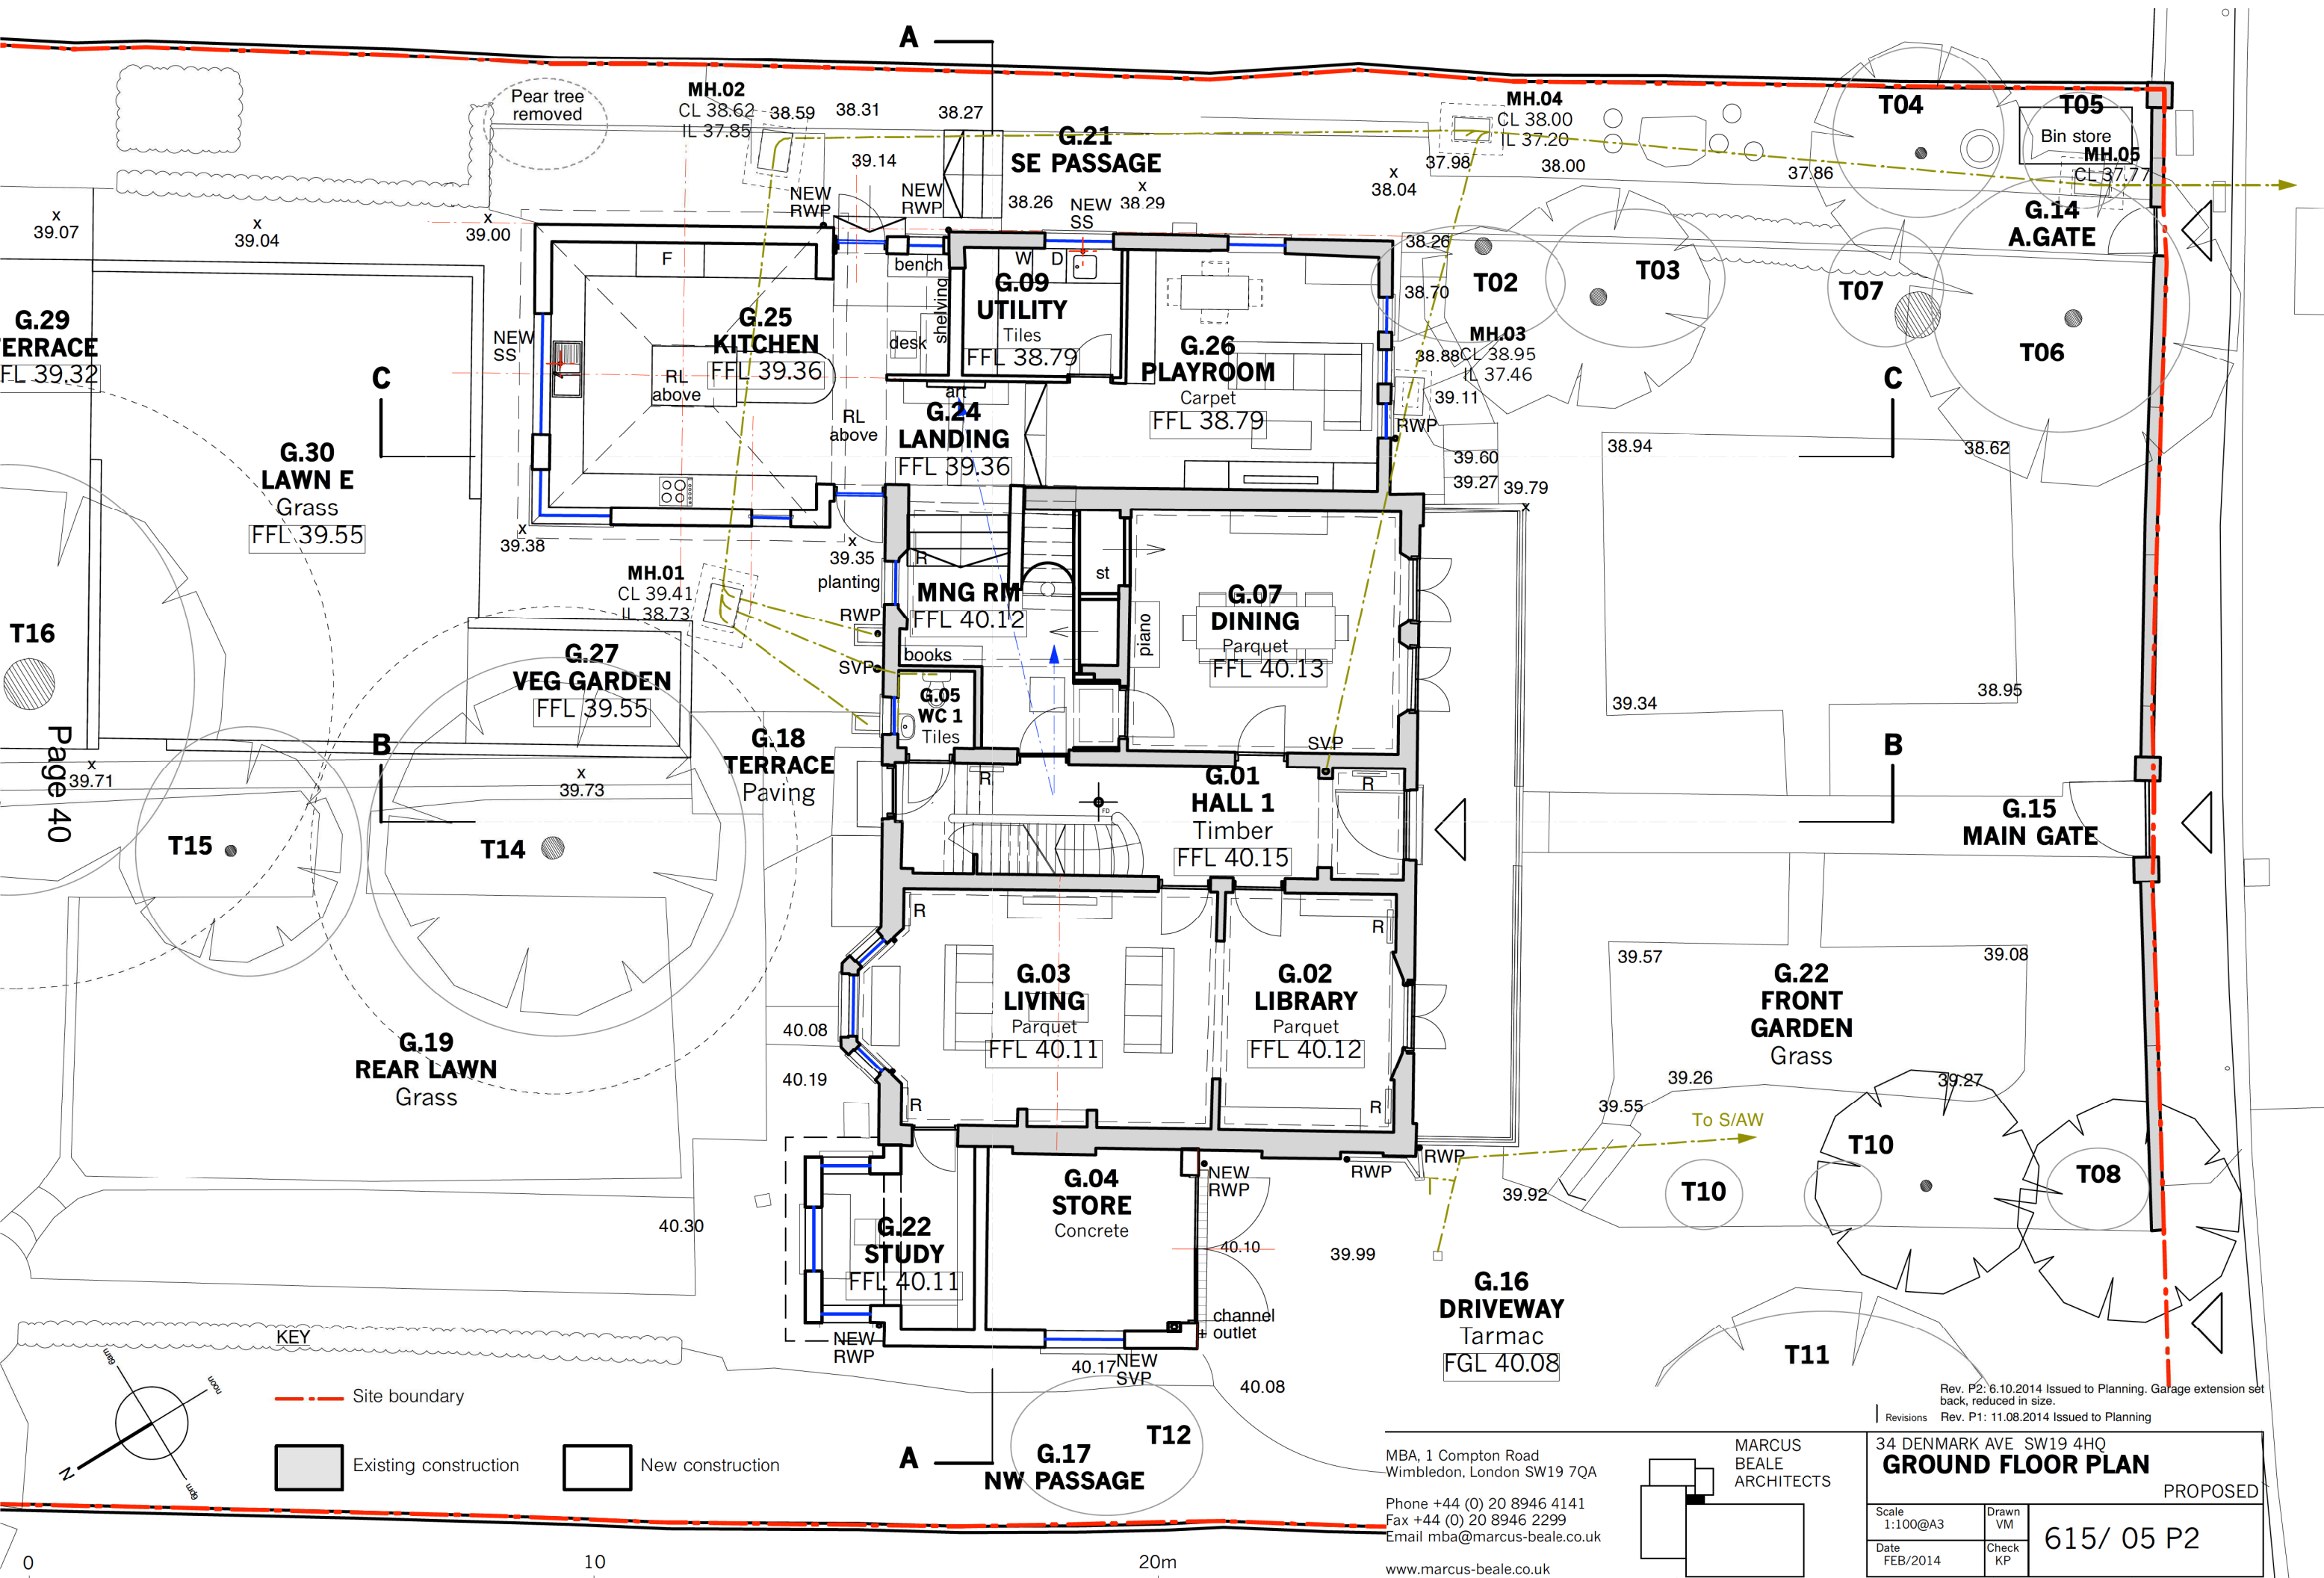 A
Pear tree
removed
MH.02
CL 38.62
IL 37.85
38.59
38.31
38.27
G.21
SE PASSAGE
MH.04
CL 38.00
IL 37.20
T04
T05
Bin store
MH.05
CL 37.77
39.14
NEW
RWP
NEW
RWP
38.26
NEW
SS
x
38.29
x
38.04
37.98
38.00
37.86
G.14
A.GATE
x
39.07
x
39.04
x
39.00
F
bench
W
D
G.09
UTILITY
Tiles
FFL 38.79
shelving
desk
38.26
38.70
T02
T03
T07
T06
G.29
TERRACE
FFL 39.32
NEW
SS
G.25
KITCHEN
FFL 39.36
RL
above
RL
above
G.26
PLAYROOM
Carpet
FFL 38.79
MH.03
CL 38.95
IL 37.46
38.88
39.11
RWP
C
C
art
G.24
LANDING
FFL 39.36
G.30
LAWN E
Grass
FFL 39.55
39.60
39.27
39.79
x
38.94
38.62
x
39.38
x
39.35
planting
R
MNG RM
FFL 40.12
st
G.07
DINING
Parquet
FFL 40.13
piano
MH.01
CL 39.41
IL 38.73
RWP
books
SVP
T16
G.27
VEG GARDEN
FFL 39.55
G.05
WC 1
Tiles
39.34
38.95
Page 40
x
39.71
B
B
x
39.73
G.18
TERRACE
Paving
SVP
R
R
FD
G.01
HALL 1
Timber
FFL 40.15
G.15
MAIN GATE
T15
T14
R
R
G.03
LIVING
Parquet
FFL 40.11
G.02
LIBRARY
Parquet
FFL 40.12
39.57
39.08
G.22
FRONT
GARDEN
Grass
G.19
REAR LAWN
Grass
40.08
40.19
R
R
39.26
39.27
39.55
To S/AW
T10
T10
T08
RWP
RWP
39.92
NEW
RWP
G.04
STORE
Concrete
G.22
STUDY
FFL 40.11
40.30
40.10
39.99
channel
outlet
G.16
DRIVEWAY
Tarmac
FGL 40.08
T11
NEW
RWP
40.17
NEW
SVP
40.08
KEY
6am
noon
6pm
N
Site boundary
Existing construction
New construction
A
G.17
NW PASSAGE
T12
0
10
20m
Rev. P2: 6.10.2014 Issued to Planning. Garage extension set
back, reduced in size.
Revisions
Rev. P1: 11.08.2014 Issued to Planning
MBA, 1 Compton Road
Wimbledon, London SW19 7QA
Phone +44 (0) 20 8946 4141
Fax +44 (0) 20 8946 2299
Email mba@marcus-beale.co.uk
www.marcus-beale.co.uk
MARCUS
BEALE
ARCHITECTS
34 DENMARK AVE SW19 4HQ
GROUND FLOOR PLAN
PROPOSED
Scale
1:100@A3
Drawn
VM
Date
FEB/2014
Check
KP
615/ 05 P2